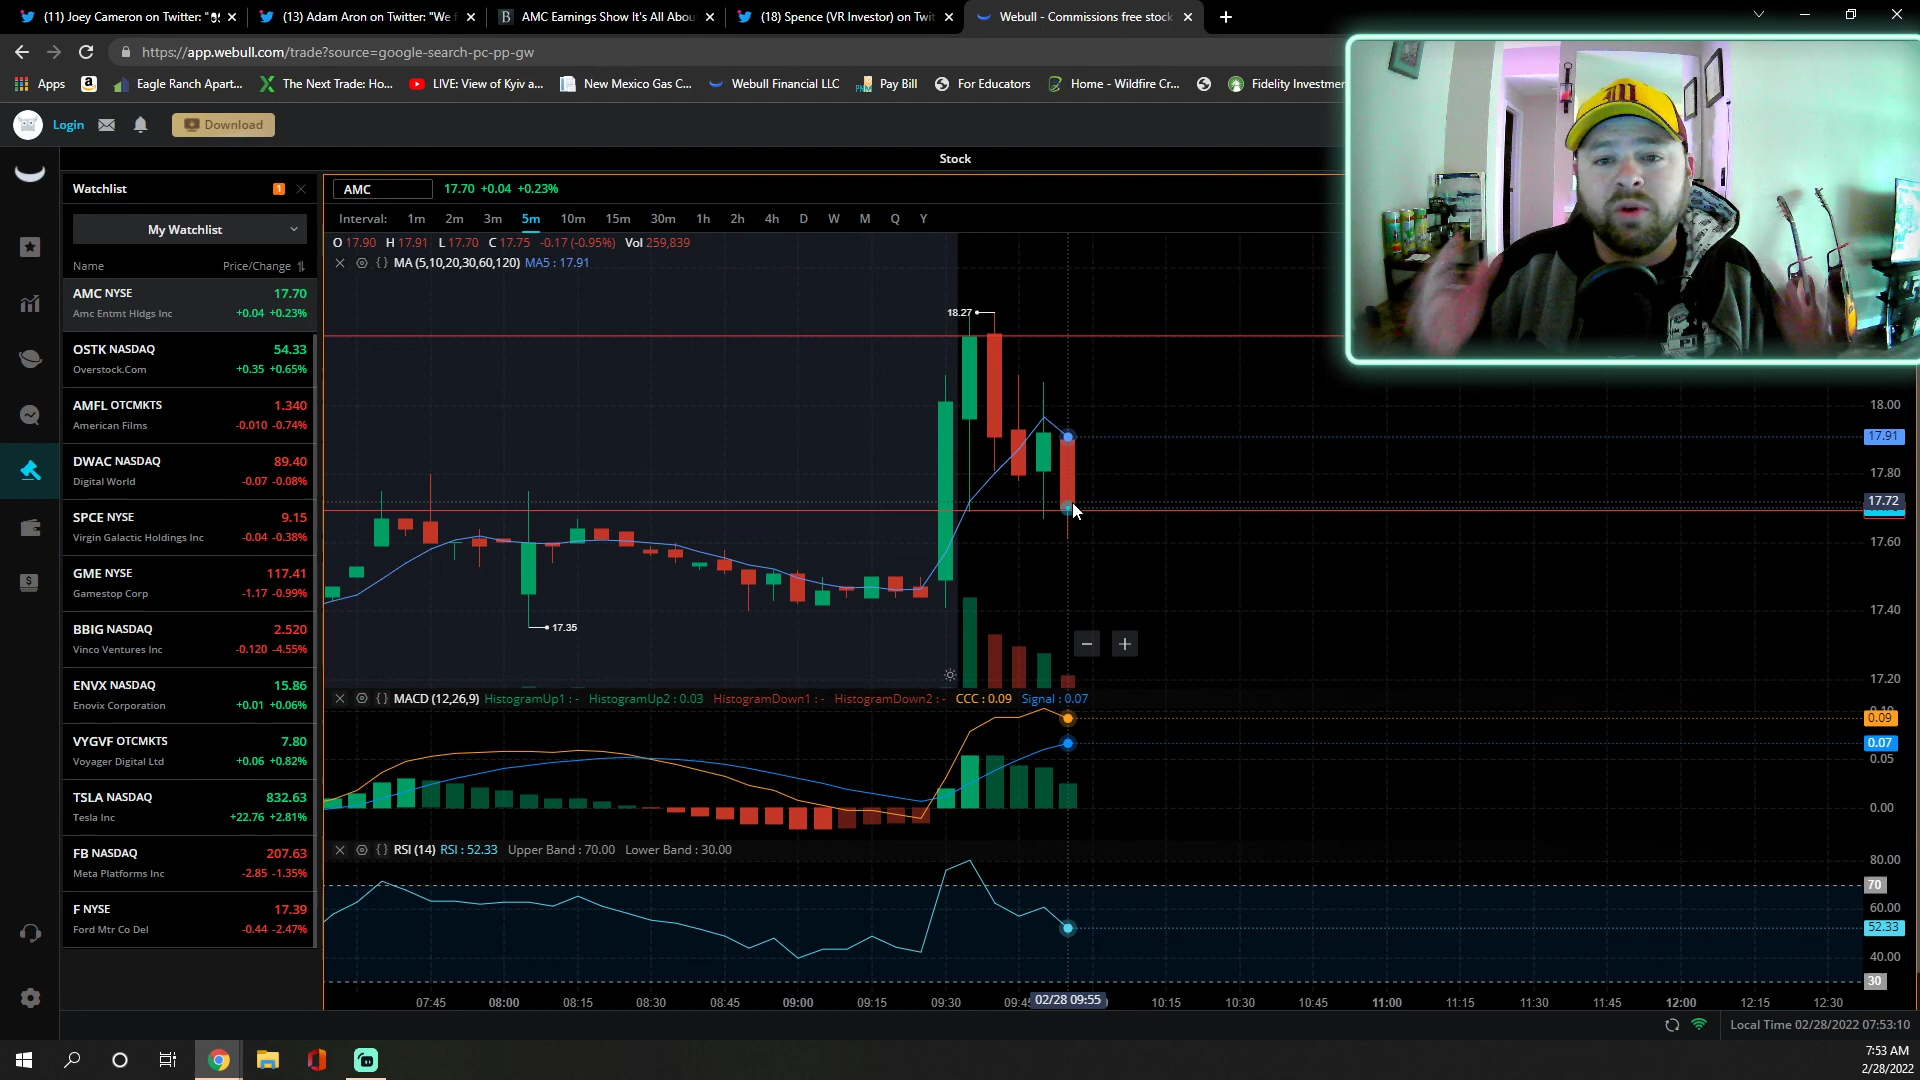 (11) Joey Cameron on Twitter: "
(13) Adam Aron on Twitter: "We
AMC Earnings Show It's All Abou
(18) Spence (VR Investor) on Twit
Webull - Commissions free stock
https://app.webull.com/trade?source=google-search-pc-pp-gw
Apps
Eagle Ranch Apart...
The Next Trade: Ho...
LIVE: View of Kyiv a...
New Mexico Gas C...
Webull Financial LLC
Pay Bill
For Educators
Home - Wildfire Cr...
Fidelity Investmen
Login
Download
Stock
Watchlist
1
My Watchlist
Name Price/Change
AMC NYSE 17.70
Amc Entmt Hldgs Inc +0.04 +0.23%
OSTK NASDAQ 54.33
Overstock.Com +0.35 +0.65%
AMFL OTCMKTS 1.340
American Films -0.010 -0.74%
DWAC NASDAQ 89.40
Digital World -0.07 -0.08%
SPCE NYSE 9.15
Virgin Galactic Holdings Inc -0.04 -0.38%
GME NYSE 117.41
Gamestop Corp -1.17 -0.99%
BBIG NASDAQ 2.520
Vinco Ventures Inc -0.120 -4.55%
ENVX NASDAQ 15.86
Enovix Corporation +0.01 +0.06%
VYGVF OTCMKTS 7.80
Voyager Digital Ltd +0.06 +0.82%
TSLA NASDAQ 832.63
Tesla Inc +22.76 +2.81%
FB NASDAQ 207.63
Meta Platforms Inc -2.85 -1.35%
F NYSE 17.39
Ford Mtr Co Del -0.44 -2.47%
AMC 17.70 +0.04 +0.23%
Interval: 1m 2m 3m 5m 10m 15m 30m 1h 2h 4h D W M Q Y
O 17.90 H 17.91 L 17.70 C 17.75 -0.17 (-0.95%) Vol 259,839
MA (5,10,20,30,60,120) MA5 : 17.91
18.27
17.35
18.00
17.91
17.80
17.72
17.60
17.40
17.20
MACD (12,26,9) HistogramUp1 : - HistogramUp2 : 0.03 HistogramDown1 : - HistogramDown2 : - CCC : 0.09 Signal : 0.07
0.09
0.07
0.05
0.00
RSI (14) RSI : 52.33 Upper Band : 70.00 Lower Band : 30.00
80.00
70
60.00
52.33
40.00
30
07:45 08:00 08:15 08:30 08:45 09:00 09:15 09:30 09:4 02/28 09:55 10:15 10:30 10:45 11:00 11:15 11:30 11:45 12:00 12:15 12:30
Local Time 02/28/2022 07:53:10
7:53 AM
2/28/2022